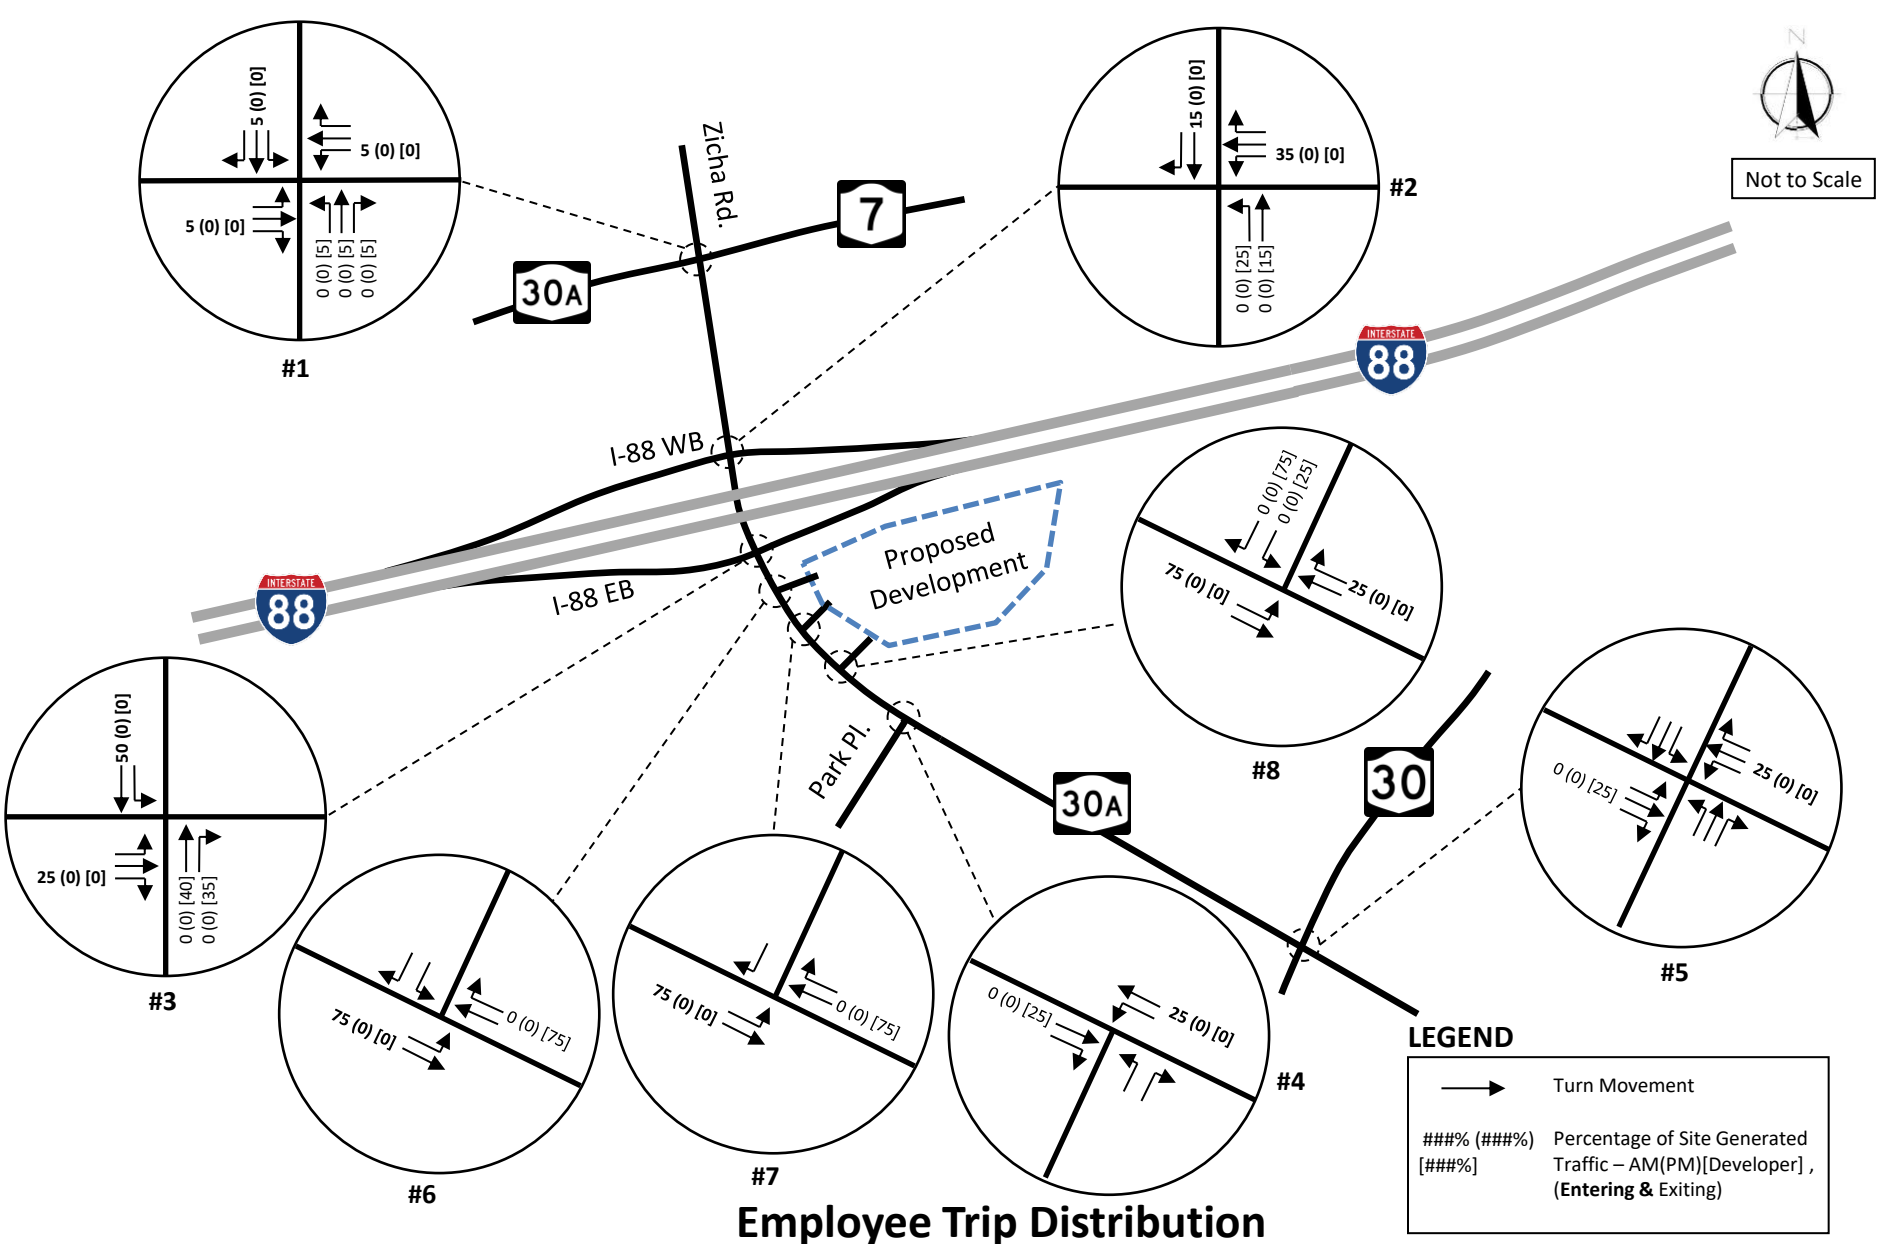 5 (0) [0]
5 (0) [0]
5 (0) [0]
0 (0) [5]
0 (0) [5]
0 (0) [5]
#1
Zicha Rd.
7
30A
15 (0) [0]
35 (0) [0]
0 (0) [25]
0 (0) [15]
#2
N
Not to Scale
INTERSTATE
88
I-88 WB
I-88 EB
INTERSTATE
88
Proposed
Development
0 (0) [75]
0 (0) [25]
75 (0) [0]
25 (0) [0]
#8
50 (0) [0]
25 (0) [0]
0 (0) [40]
0 (0) [35]
#3
Park Pl.
30A
30
0 (0) [25]
25 (0) [0]
#5
75 (0) [0]
0 (0) [75]
#6
75 (0) [0]
0 (0) [75]
#7
0 (0) [25]
25 (0) [0]
#4
LEGEND
Turn Movement
###% (###%) Percentage of Site Generated
[###%] Traffic – AM(PM)[Developer] ,
(Entering & Exiting)
Employee Trip Distribution